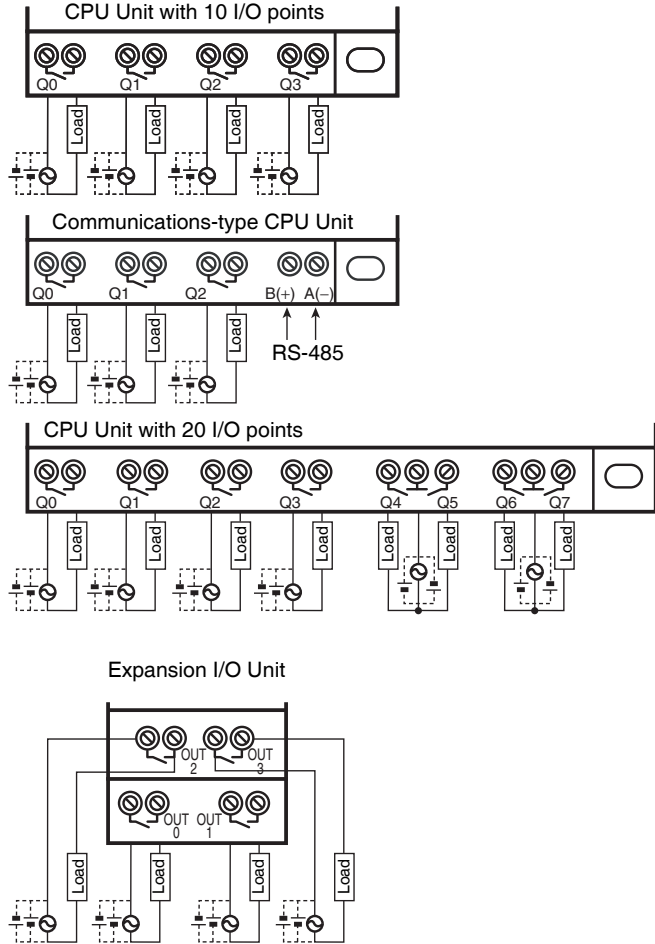 CPU Unit with 10 I/O points
Q0 Q1 Q2 Q3
Load Load Load Load
Communications-type CPU Unit
Q0 Q1 Q2 B(+) A(−)
Load Load Load
RS-485
CPU Unit with 20 I/O points
Q0 Q1 Q2 Q3 Q4 Q5 Q6 Q7
Load Load Load Load Load Load Load Load
Expansion I/O Unit
OUT 2 OUT 3
OUT 0 OUT 1
Load Load Load Load